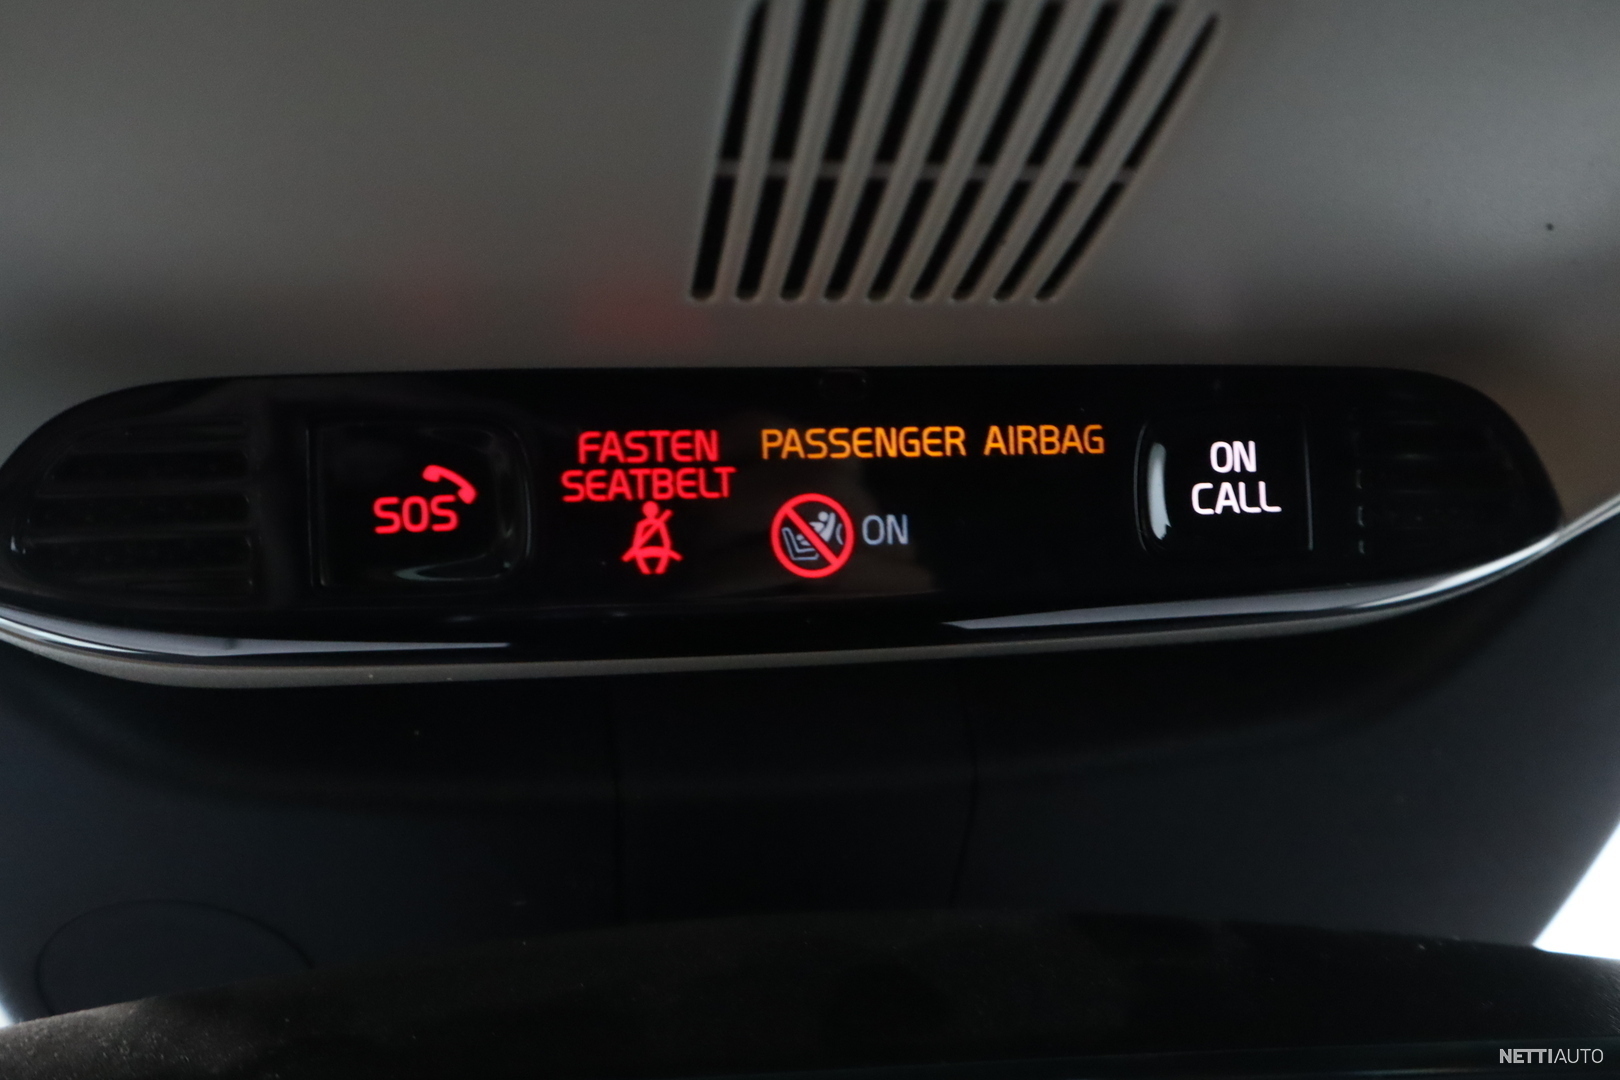 SOS
FASTEN
SEATBELT
PASSENGER AIRBAG
ON
ON
CALL
NETTIAUTO